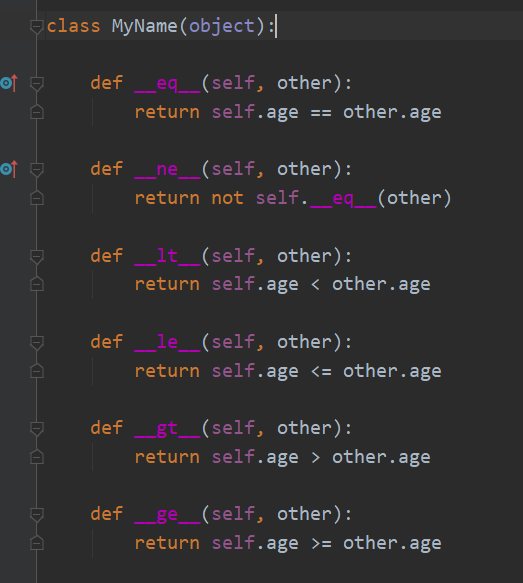 class MyName(object):
def __eq__(self, other):
return self.age == other.age
def __ne__(self, other):
return not self.__eq__(other)
def __lt__(self, other):
return self.age < other.age
def __le__(self, other):
return self.age <= other.age
def __gt__(self, other):
return self.age > other.age
def __ge__(self, other):
return self.age >= other.age